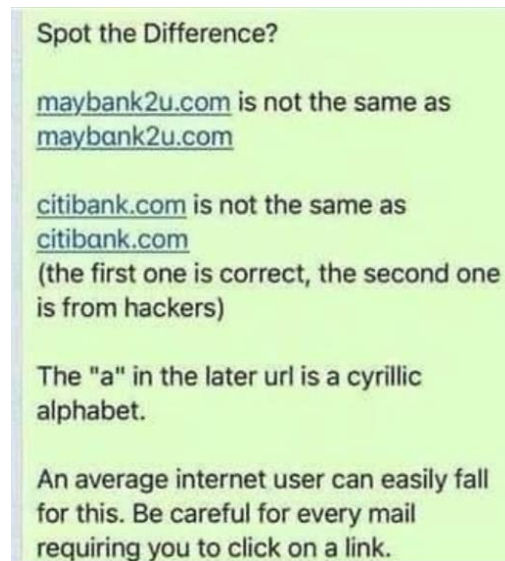 Spot the Difference?
maybank2u.com is not the same as
maybɑnk2u.com
citibank.com is not the same as
citibɑnk.com
(the first one is correct, the second one
is from hackers)
The "a" in the later url is a cyrillic
alphabet.
An average internet user can easily fall
for this. Be careful for every mail
requiring you to click on a link.